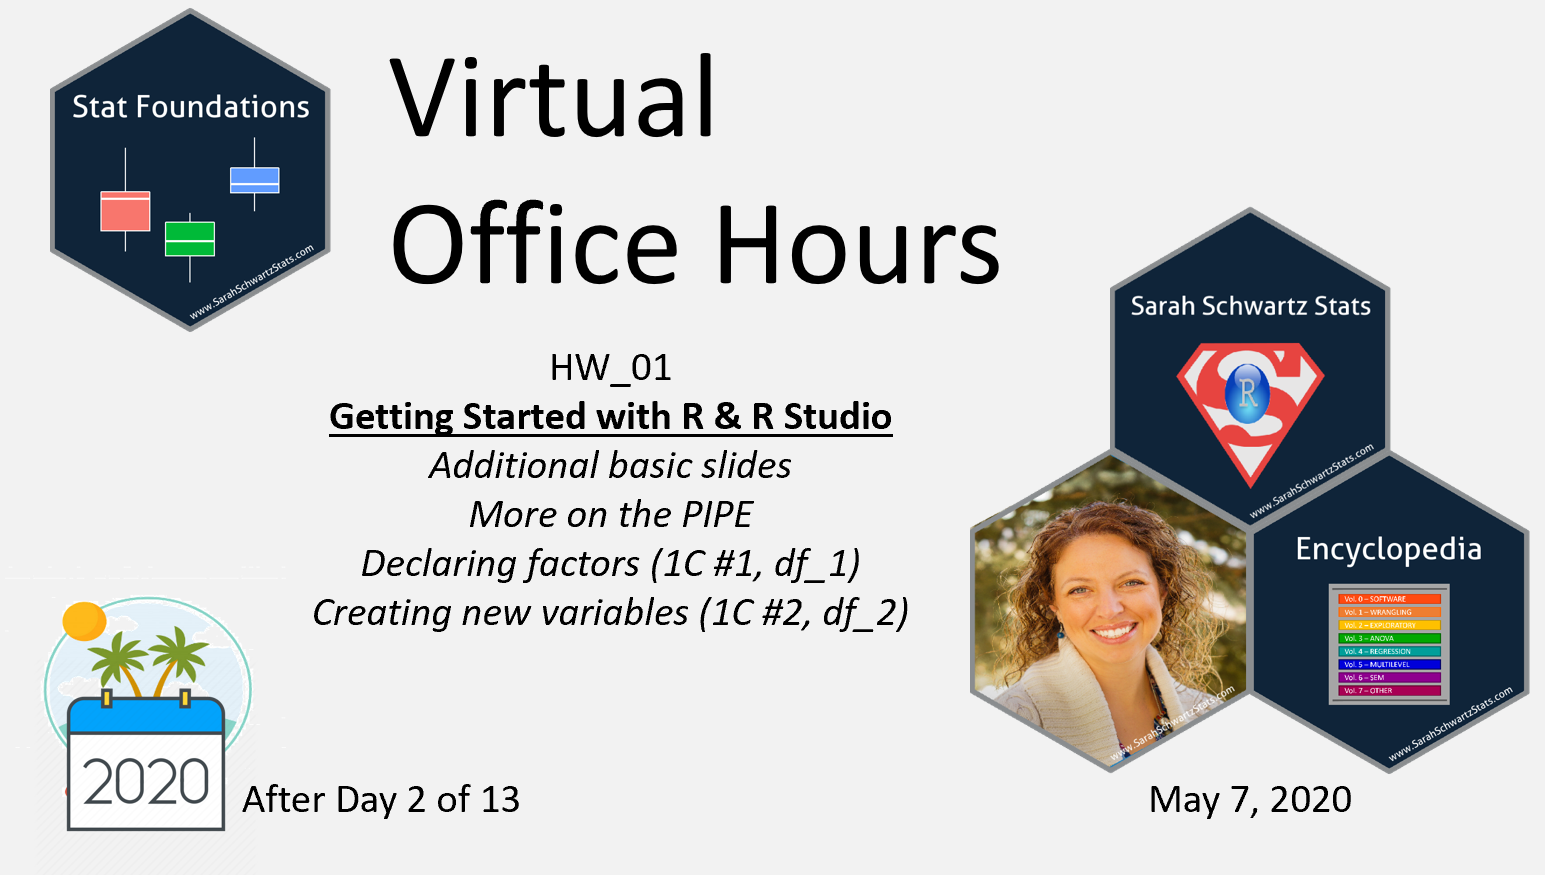 Stat Foundations
www.SarahSchwartzStats.com
Virtual
Office Hours
HW_01
Getting Started with R & R Studio
Additional basic slides
More on the PIPE
Declaring factors (1C #1, df_1)
Creating new variables (1C #2, df_2)
Sarah Schwartz Stats
R
www.SarahSchwartzStats.com
www.SarahSchwartzStats.com
Encyclopedia
Vol. 0 – SOFTWARE
Vol. 1 – WRANGLING
Vol. 2 – EXPLORATORY
Vol. 3 – ANOVA
Vol. 4 – REGRESSION
Vol. 5 – MULTILEVEL
Vol. 6 – SEM
Vol. 7 – OTHER
www.SarahSchwartzStats.com
2020
After Day 2 of 13
May 7, 2020